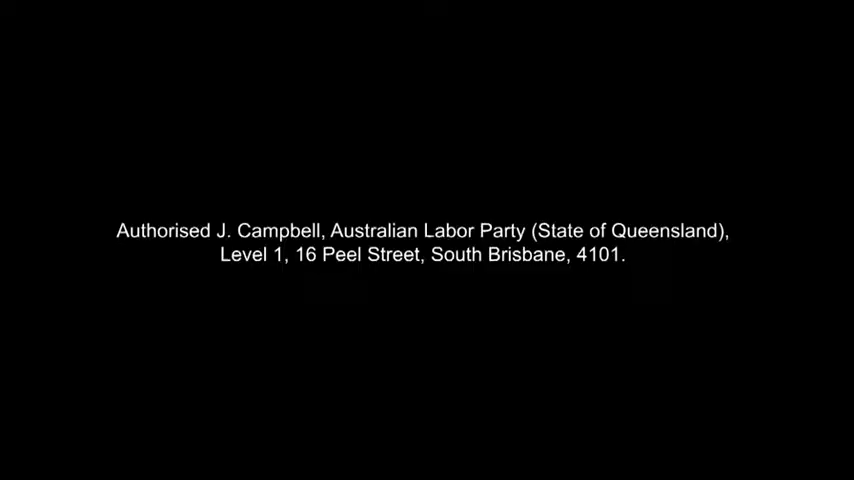 Authorised J. Campbell, Australian Labor Party (State of Queensland),
Level 1, 16 Peel Street, South Brisbane, 4101.